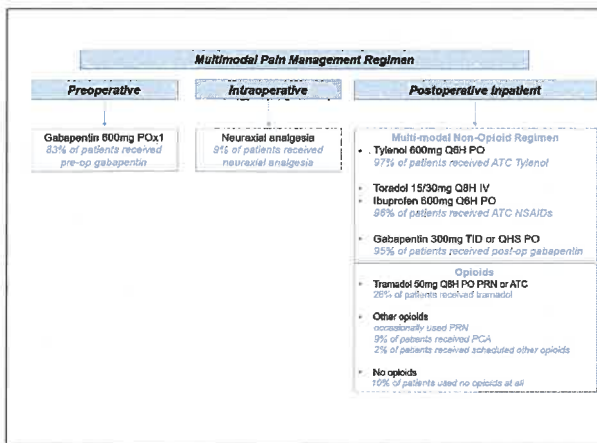 Multimodal Pain Management Regimen
Preoperative
Intraoperative
Postoperative Inpatient
Gabapentin 600mg POx1
83% of patients received
pre-op gabapentin
Neuraxial analgesia
9% of patients received
neuraxial analgesia
Multi-modal Non-Opioid Regimen
• Tylenol 600mg Q6H PO
97% of patients received ATC Tylenol
• Toradol 15/30mg Q8H IV
• Ibuprofen 600mg Q6H PO
96% of patients received ATC NSAIDs
• Gabapentin 300mg TID or QHS PO
95% of patients received post-op gabapentin
Opioids
• Tramadol 50mg Q6H PO PRN or ATC
26% of patients received tramadol
• Other opioids
occasionally used PRN
9% of patients received PCA
2% of patients received scheduled other opioids
• No opioids
10% of patients used no opioids at all